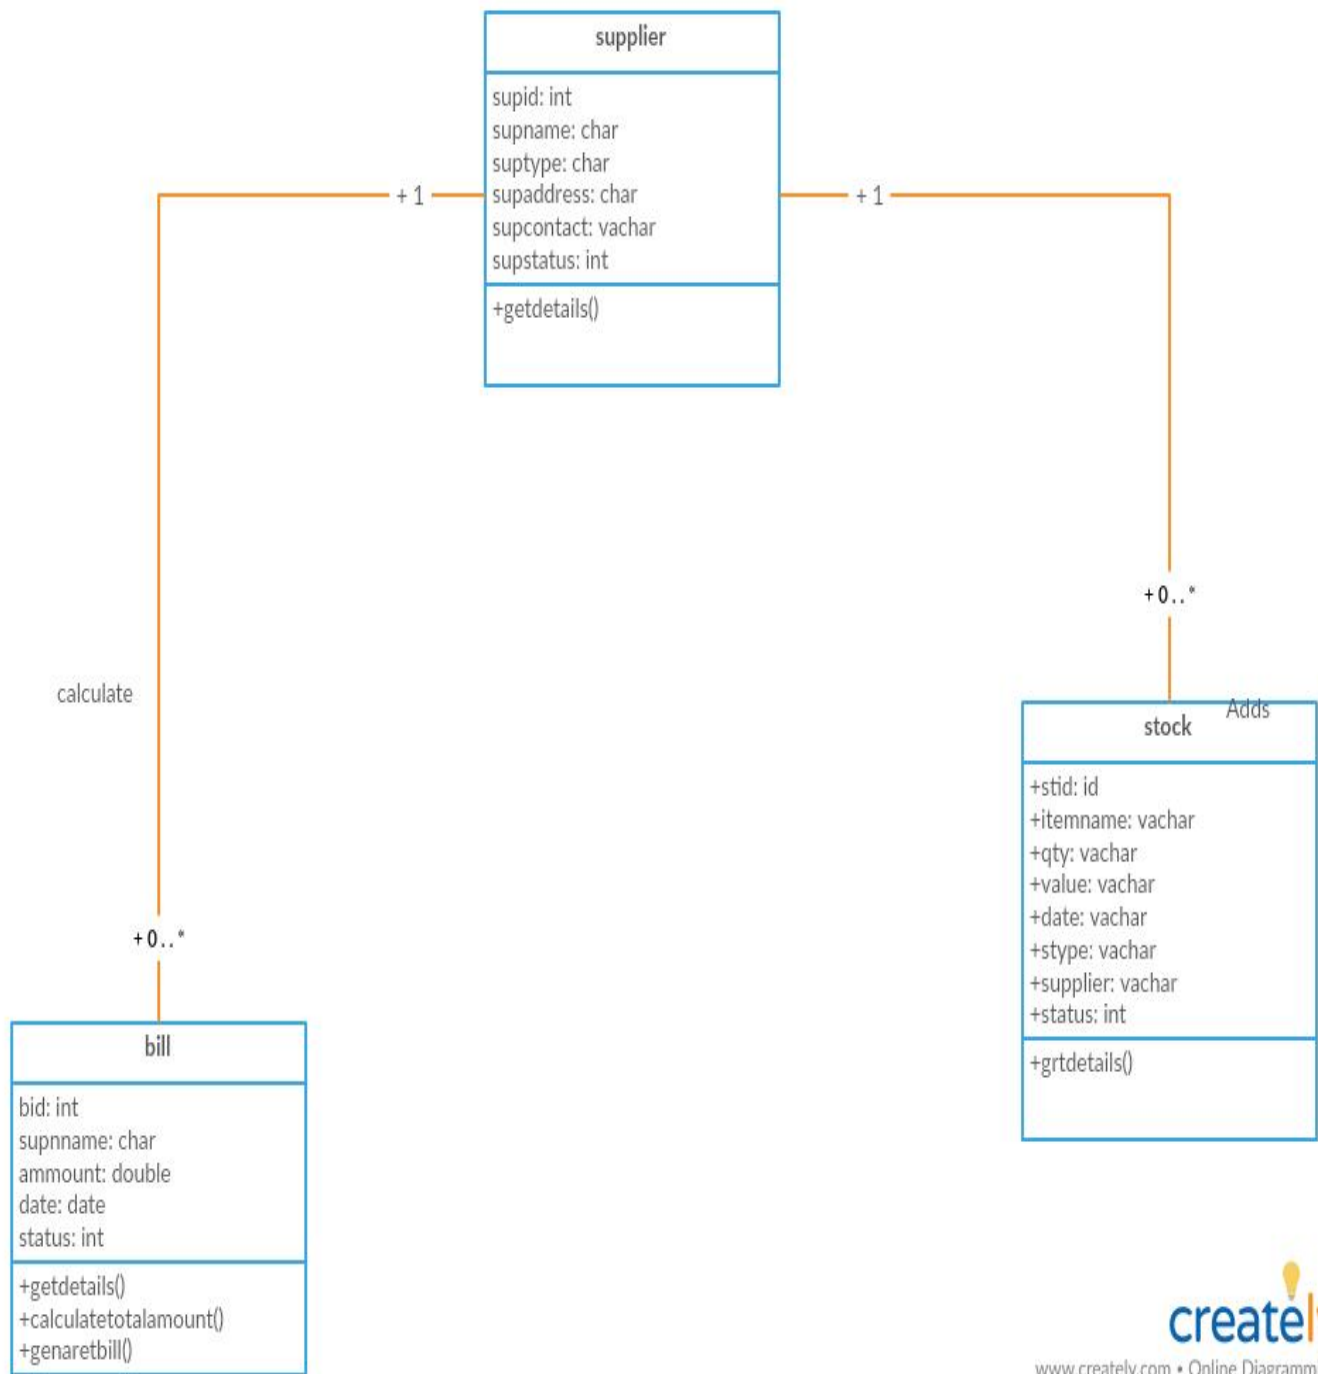 supplier
supid: int
supname: char
suptype: char
supaddress: char
supcontact: vachar
supstatus: int
+getdetails()
+ 1
+ 1
+ 0..*
calculate
Adds
stock
+stid: id
+itemname: vachar
+qty: vachar
+value: vachar
+date: vachar
+stype: vachar
+supplier: vachar
+status: int
+grtdetails()
+ 0..*
bill
bid: int
supnname: char
ammount: double
date: date
status: int
+getdetails()
+calculatetotalamount()
+genaretbill()
creately
www.creately.com • Online Diagramm